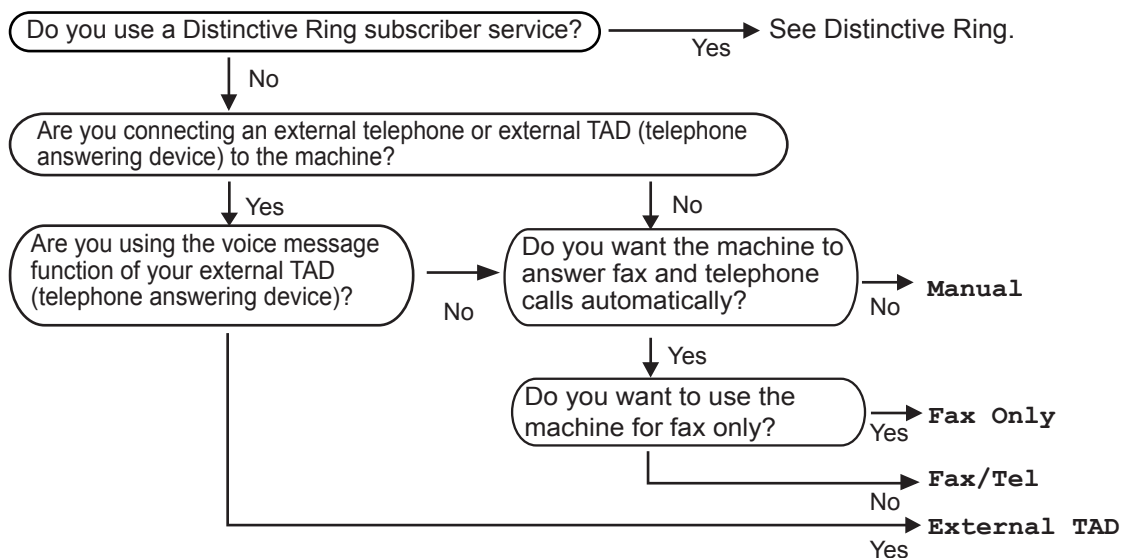 Do you use a Distinctive Ring subscriber service?
Yes
See Distinctive Ring.
No
Are you connecting an external telephone or external TAD (telephone
answering device) to the machine?
Yes
No
Are you using the voice message
function of your external TAD
(telephone answering device)?
No
Do you want the machine to
answer fax and telephone
calls automatically?
No
Manual
Yes
Do you want to use the
machine for fax only?
Yes
Fax Only
No
Fax/Tel
Yes
External TAD